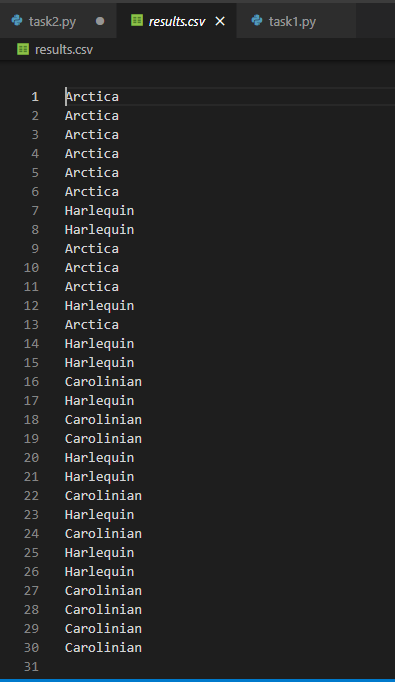 task2.py results.csv task1.py
results.csv
1 Arctica
2 Arctica
3 Arctica
4 Arctica
5 Arctica
6 Arctica
7 Harlequin
8 Harlequin
9 Arctica
10 Arctica
11 Arctica
12 Harlequin
13 Arctica
14 Harlequin
15 Harlequin
16 Carolinian
17 Harlequin
18 Carolinian
19 Carolinian
20 Harlequin
21 Harlequin
22 Carolinian
23 Harlequin
24 Carolinian
25 Harlequin
26 Harlequin
27 Carolinian
28 Carolinian
29 Carolinian
30 Carolinian
31